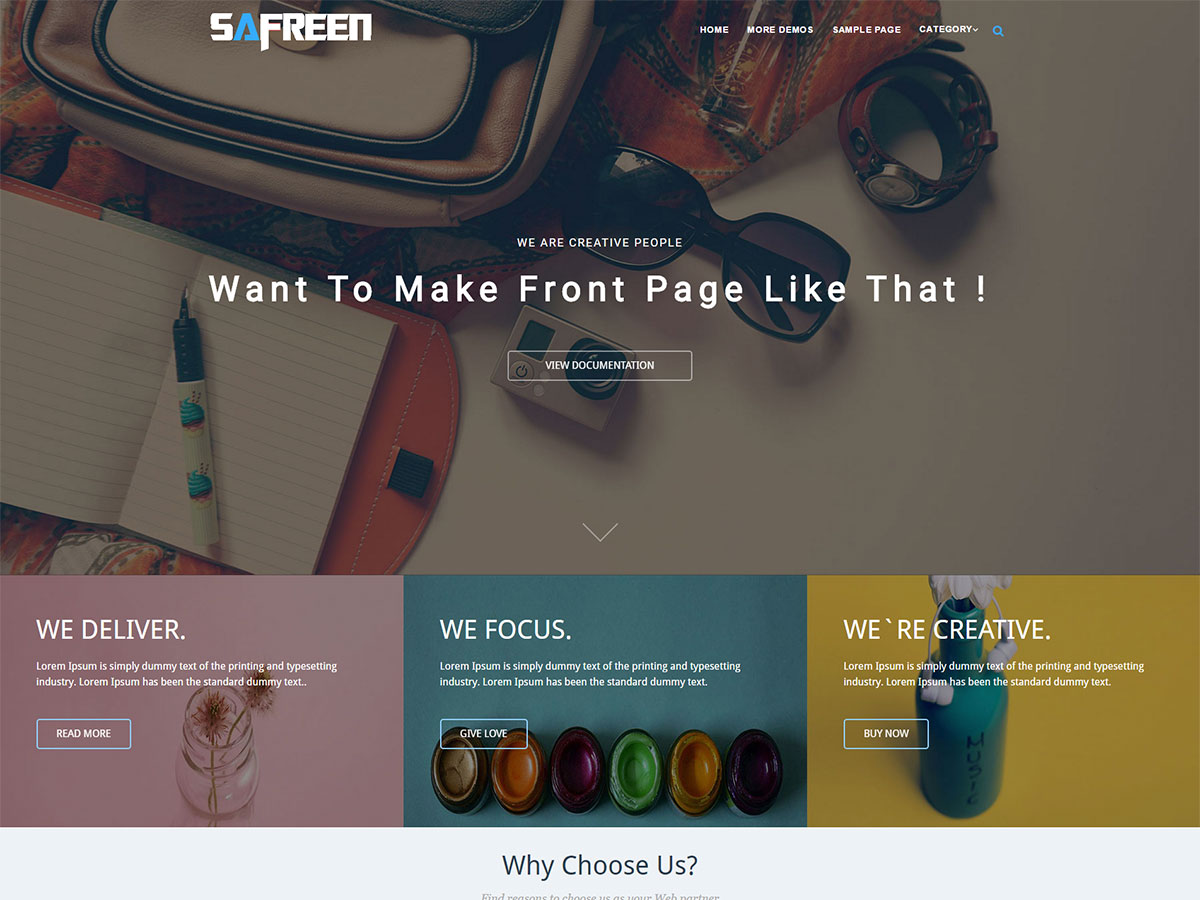 SAFREEN
HOME MORE DEMOS SAMPLE PAGE CATEGORY
WE ARE CREATIVE PEOPLE
Want To Make Front Page Like That !
VIEW DOCUMENTATION
WE DELIVER.
Lorem Ipsum is simply dummy text of the printing and typesetting
industry. Lorem Ipsum has been the standard dummy text..
READ MORE
WE FOCUS.
Lorem Ipsum is simply dummy text of the printing and typesetting
industry. Lorem Ipsum has been the standard dummy text.
GIVE LOVE
WE`RE CREATIVE.
Lorem Ipsum is simply dummy text of the printing and typesetting
industry. Lorem Ipsum has been the standard dummy text.
BUY NOW
MUSIC
Why Choose Us?
Find reasons to choose us as your Web partner